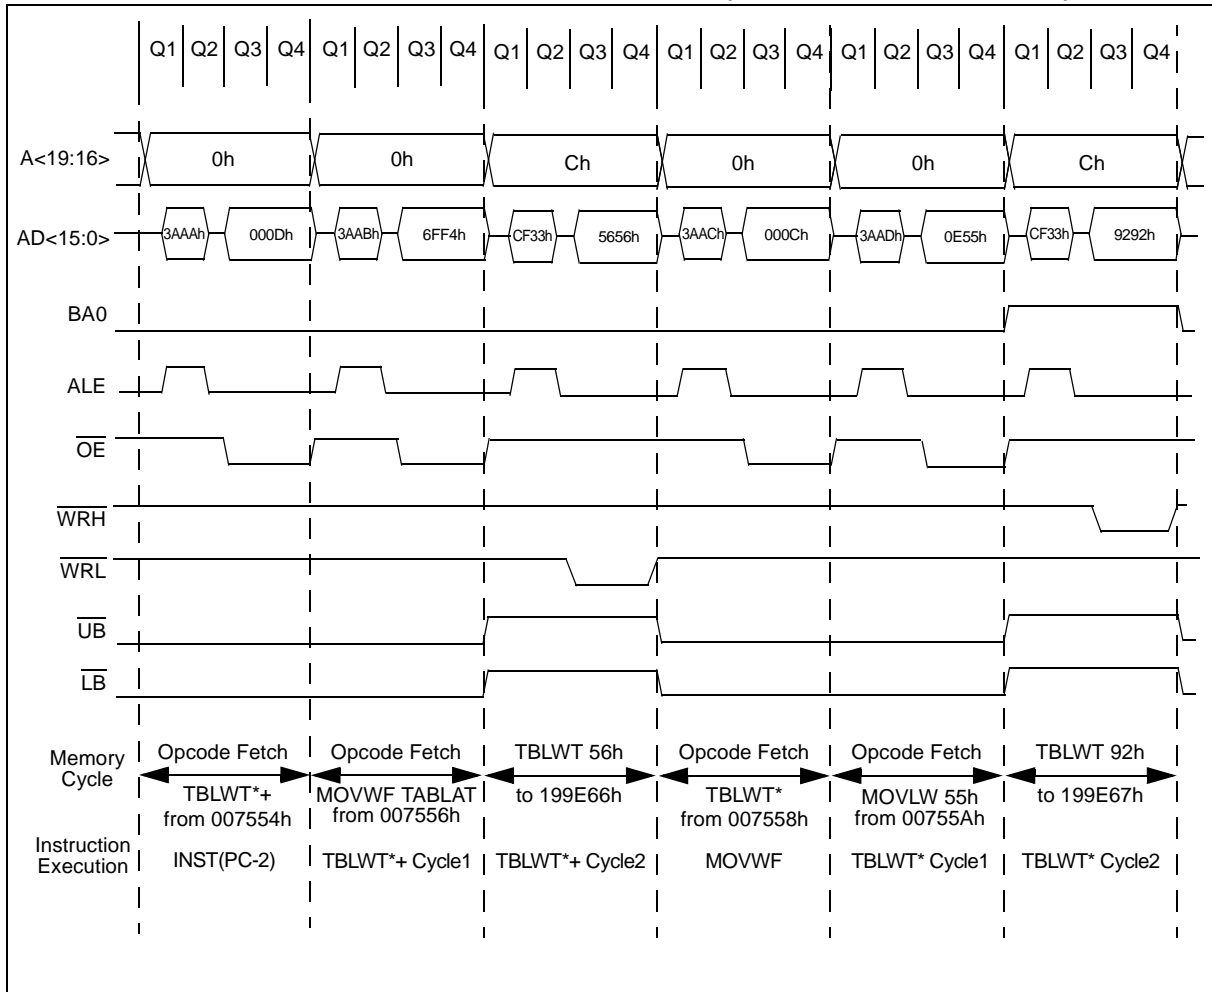 Q1 Q2 Q3 Q4 Q1 Q2 Q3 Q4 Q1 Q2 Q3 Q4 Q1 Q2 Q3 Q4 Q1 Q2 Q3 Q4 Q1 Q2 Q3 Q4
A<19:16> 0h 0h Ch 0h 0h Ch
AD<15:0> 3AAAh 000Dh 3AABh 6FF4h CF33h 5656h 3AACh 000Ch 3AADh 0E55h CF33h 9292h
BA0
ALE
OE
WRH
WRL
UB
LB
Memory Cycle
Opcode Fetch
TBLWT*+
from 007554h
Opcode Fetch
MOVWF TABLAT
from 007556h
TBLWT 56h
to 199E66h
Opcode Fetch
TBLWT*
from 007558h
Opcode Fetch
MOVLW 55h
from 00755Ah
TBLWT 92h
to 199E67h
Instruction Execution
INST(PC-2) TBLWT*+ Cycle1 TBLWT*+ Cycle2 MOVWF TBLWT* Cycle1 TBLWT* Cycle2